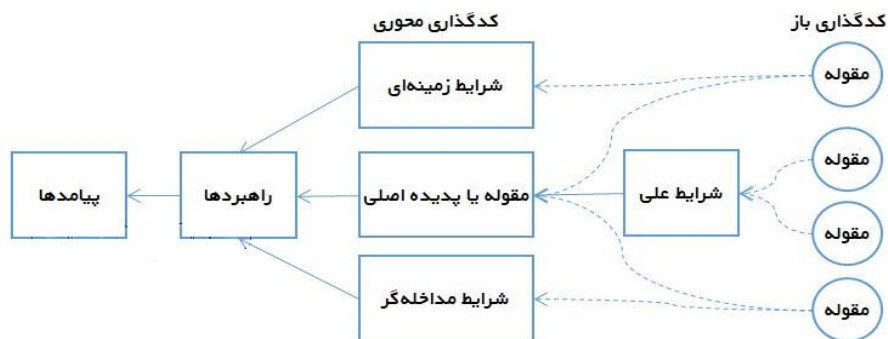 کدگذاری باز
کدگذاری محوری
مقوله
شرایط زمینه‌ای
مقوله
شرایط علی
مقوله یا پدیده اصلی
راهبردها
پیامدها
مقوله
شرایط مداخله‌گر
مقوله